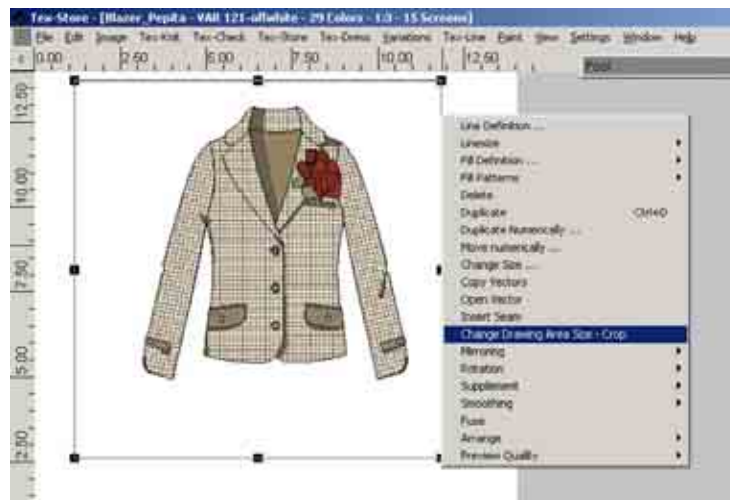 Tex-Store - [Blazer_Pepita - VAR 121-offwhite - 29 Colors - 1:3 - 15 Screens]
File Edit Image Tex-Knit Tex-Check Tex-Store Tex-Dress Variations Tex-Line Paint View Settings Window Help
0.00 2.50 5.00 7.50 10.00 12.50
Pool
12.50
10.00
7.50
5.00
2.50
Line Definition ...
Linesize
Fill Definition ...
Fill Patterns
Delete
Duplicate Ctrl+D
Duplicate Numerically ...
Move numerically ...
Change Size ...
Copy Vectors
Open Vector
Insert Seam
Change Drawing Area Size - Crop
Mirroring
Rotation
Supplement
Smoothing
Fuse
Arrange
Preview Quality